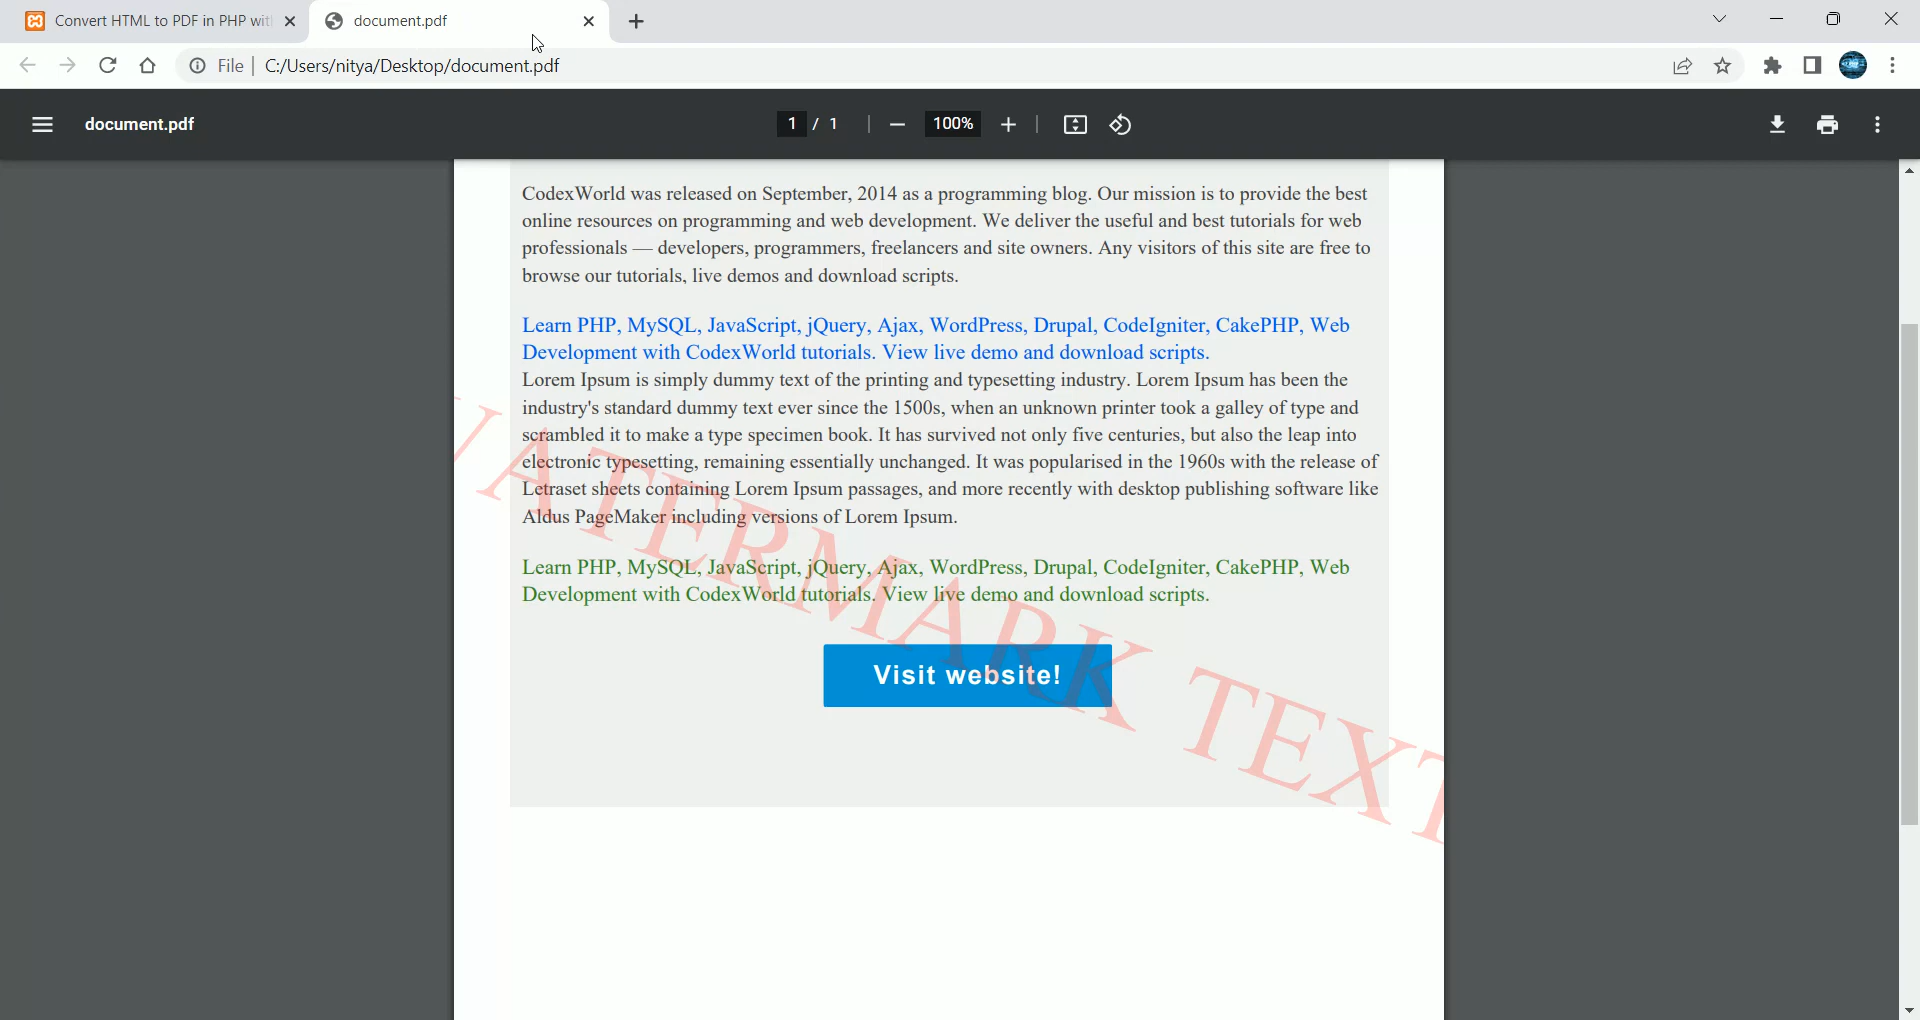 Convert HTML to PDF in PHP wit
document.pdf
File
C:/Users/nitya/Desktop/document.pdf
document.pdf
1 / 1
100%
CodexWorld was released on September, 2014 as a programming blog. Our mission is to provide the best
online resources on programming and web development. We deliver the useful and best tutorials for web
professionals — developers, programmers, freelancers and site owners. Any visitors of this site are free to
browse our tutorials, live demos and download scripts.
Learn PHP, MySQL, JavaScript, jQuery, Ajax, WordPress, Drupal, CodeIgniter, CakePHP, Web
Development with CodexWorld tutorials. View live demo and download scripts.
Lorem Ipsum is simply dummy text of the printing and typesetting industry. Lorem Ipsum has been the
industry's standard dummy text ever since the 1500s, when an unknown printer took a galley of type and
scrambled it to make a type specimen book. It has survived not only five centuries, but also the leap into
electronic typesetting, remaining essentially unchanged. It was popularised in the 1960s with the release of
Letraset sheets containing Lorem Ipsum passages, and more recently with desktop publishing software like
Aldus PageMaker including versions of Lorem Ipsum.
Learn PHP, MySQL, JavaScript, jQuery, Ajax, WordPress, Drupal, CodeIgniter, CakePHP, Web
Development with CodexWorld tutorials. View live demo and download scripts.
Visit website!
WATERMARK TEXT